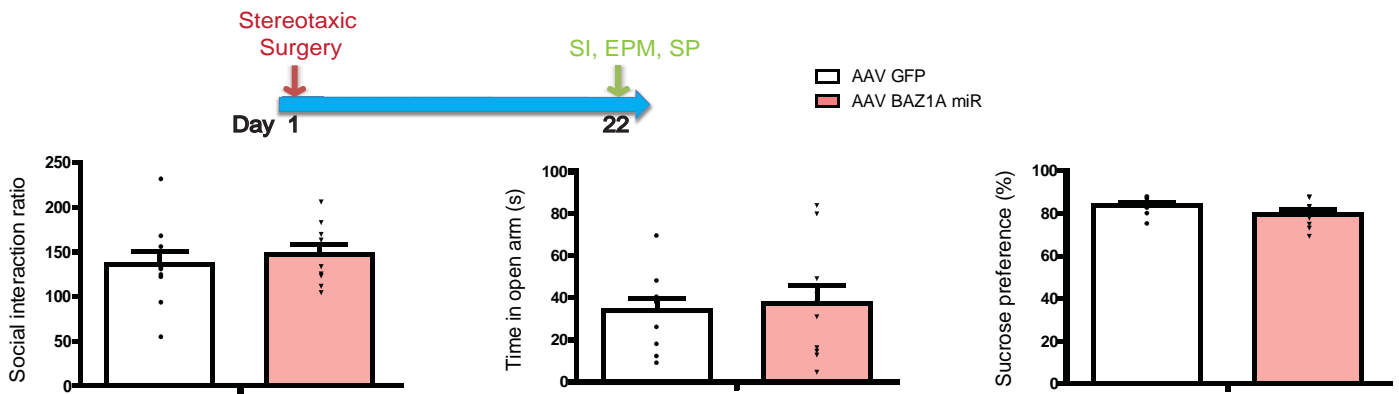 Stereotaxic
Surgery
SI, EPM, SP
Day 1
22
AAV GFP
AAV BAZ1A miR
Social interaction ratio
250
200
150
100
50
0
Time in open arm (s)
100
80
60
40
20
0
Sucrose preference (%)
100
80
60
40
20
0